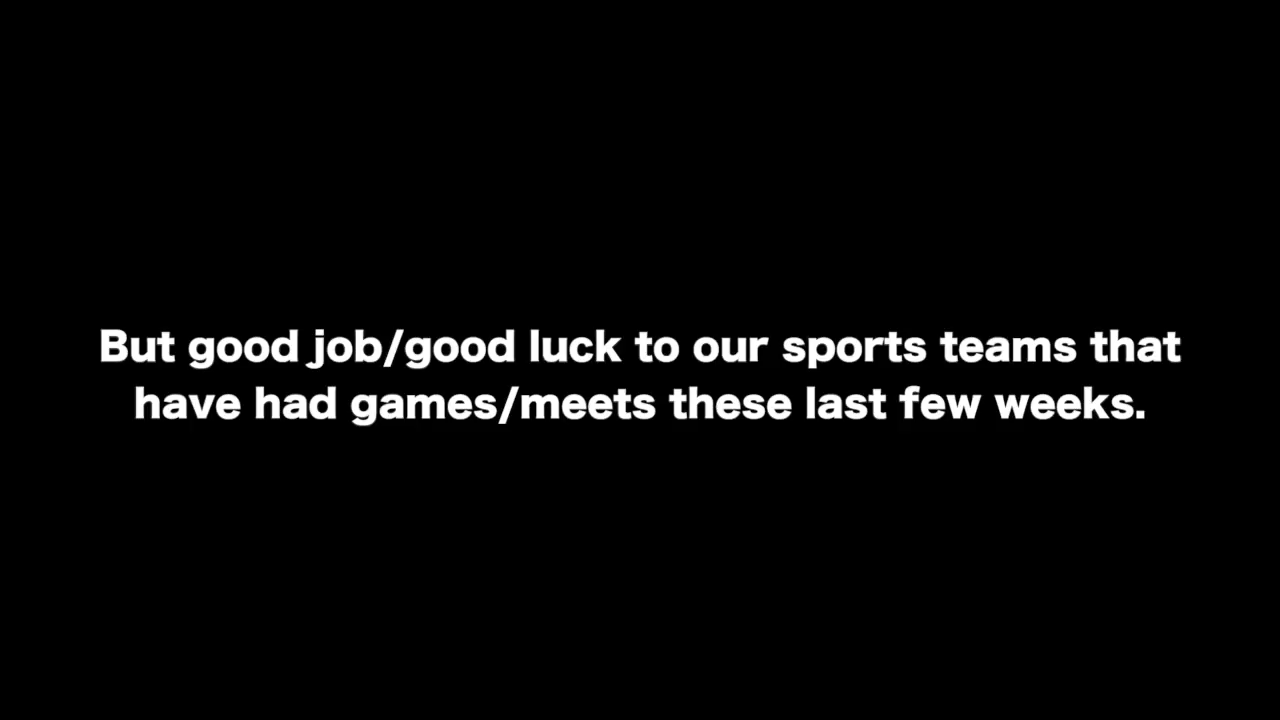 But good job/good luck to our sports teams that
have had games/meets these last few weeks.